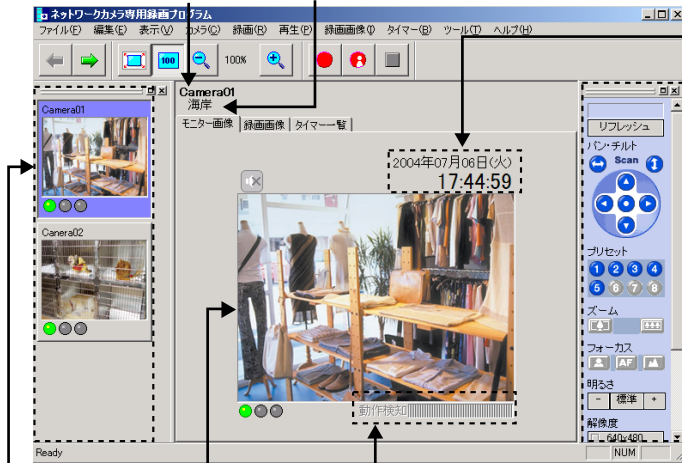 ネットワークカメラ専用録画プログラム
ファイル(F) 編集(E) 表示(V) カメラ(C) 録画(R) 再生(P) 録画画像(I) タイマー(B) ツール(T) ヘルプ(H)
100 100%
Camera01
海岸
モニター画像 録画画像 タイマー一覧
Camera01
Canera02
2004年07月06日(火)
17:44:59
動作検知
リフレッシュ
パン・チルト
Scan
プリセット
1 2 3 4
5 6 7 8
ズーム
フォーカス
AF
明るさ
- 標準 +
解像度
640x480
Ready NUM